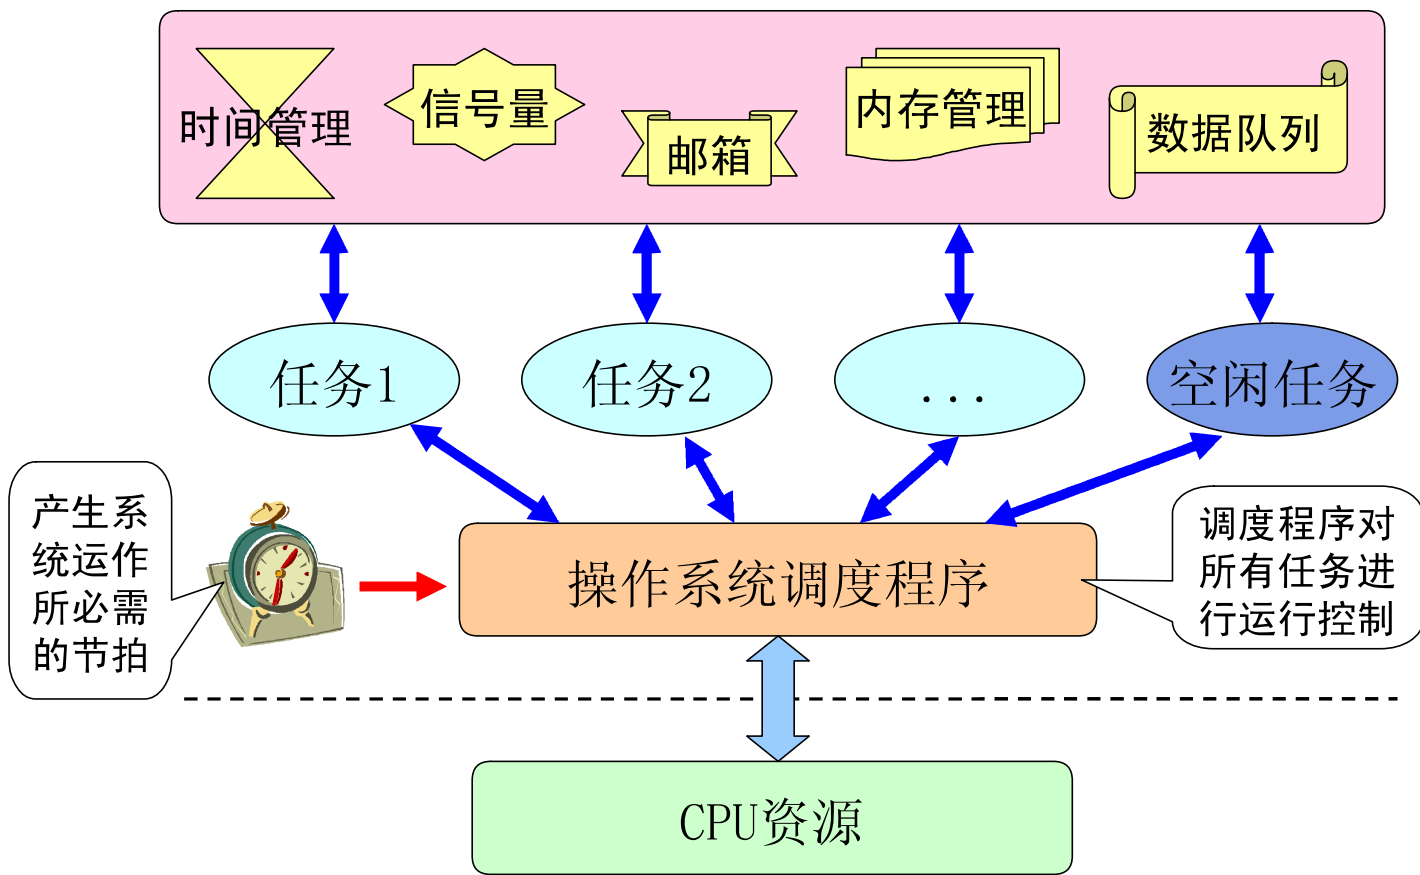 时间管理
信号量
邮箱
内存管理
数据队列
任务1
任务2
...
空闲任务
产生系
统运作
所必需
的节拍
操作系统调度程序
调度程序对
所有任务进
行运行控制
CPU资源